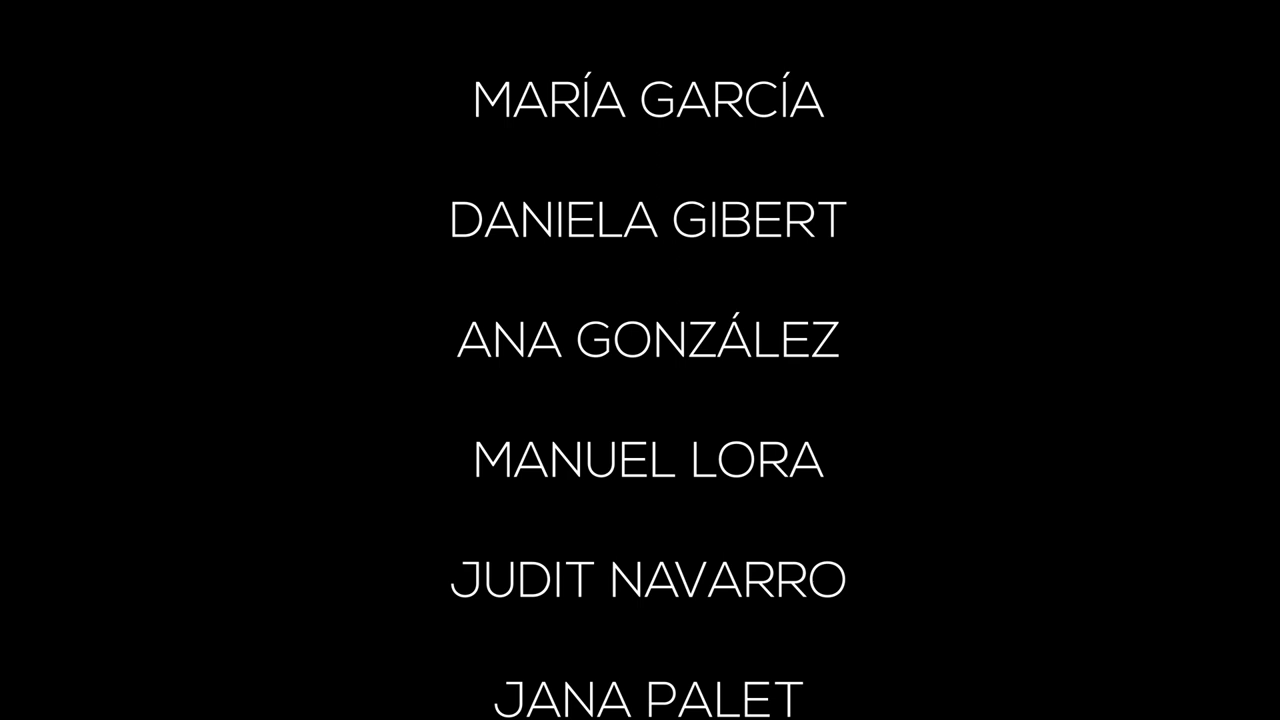 MARÍA GARCÍA
DANIELA GIBERT
ANA GONZÁLEZ
MANUEL LORA
JUDIT NAVARRO
JANA PALET